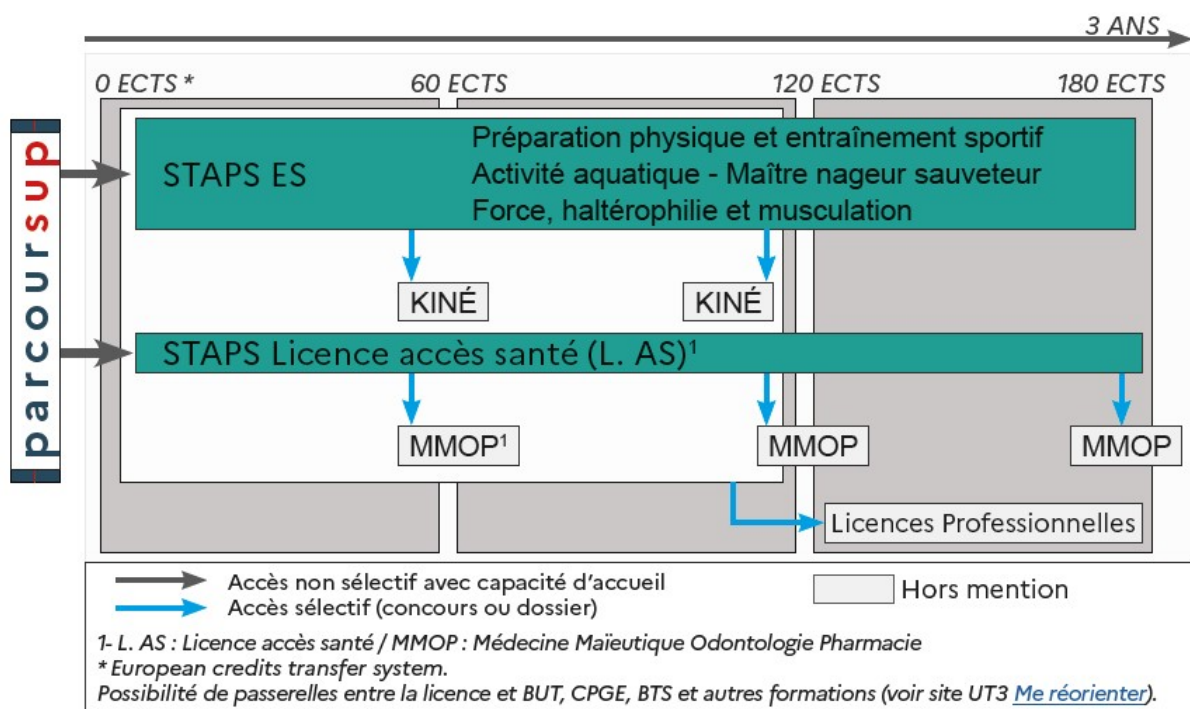 3 ANS
0 ECTS *
60 ECTS
120 ECTS
180 ECTS
parcoursup
STAPS ES
Préparation physique et entraînement sportif
Activité aquatique - Maître nageur sauveteur
Force, haltérophilie et musculation
KINÉ
KINÉ
STAPS Licence accès santé (L. AS)¹
MMOP¹
MMOP
MMOP
Licences Professionnelles
Accès non sélectif avec capacité d'accueil
Accès sélectif (concours ou dossier)
Hors mention
1- L. AS : Licence accès santé / MMOP : Médecine Maïeutique Odontologie Pharmacie
* European credits transfer system.
Possibilité de passerelles entre la licence et BUT, CPGE, BTS et autres formations (voir site UT3 Me réorienter).